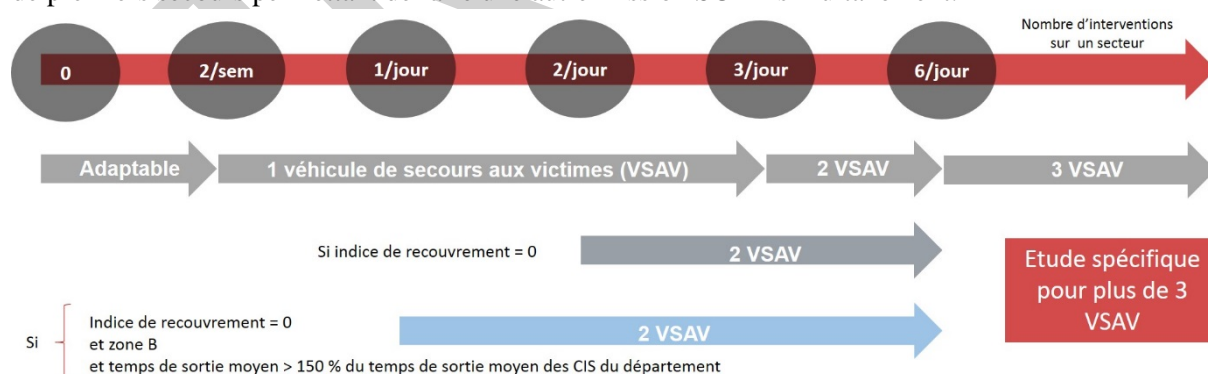 Nombre d'interventions
sur un secteur
0
2/sem
1/jour
2/jour
3/jour
6/jour
Adaptable
1 véhicule de secours aux victimes (VSAV)
2 VSAV
3 VSAV
Si indice de recouvrement = 0
2 VSAV
Etude spécifique
pour plus de 3
VSAV
Si
Indice de recouvrement = 0
et zone B
et temps de sortie moyen > 150 % du temps de sortie moyen des CIS du département
2 VSAV